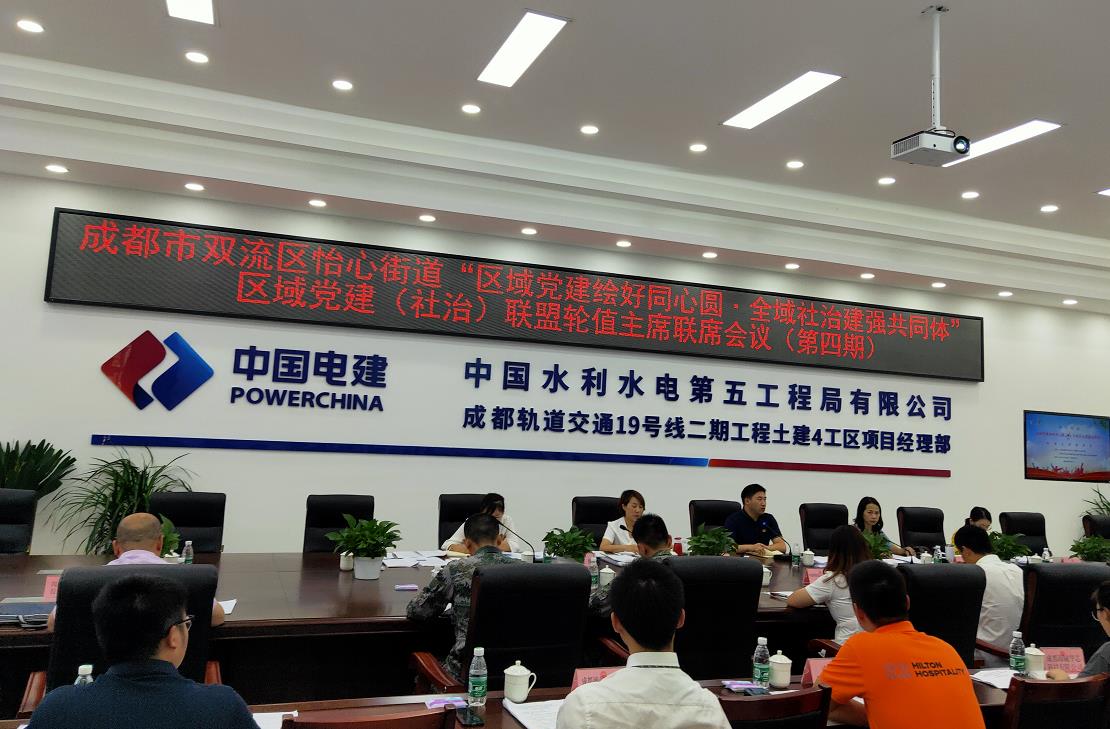 成都市双流区怡心街道“区域党建绘好同心圆·全域社治建强共同体”
区域党建（社治）联盟轮值主席联席会议（第四期）
中国电建
POWERCHINA
中国水利水电第五工程局有限公司
成都轨道交通19号线二期工程土建4工区项目经理部
HILTON
HOSPITALITY